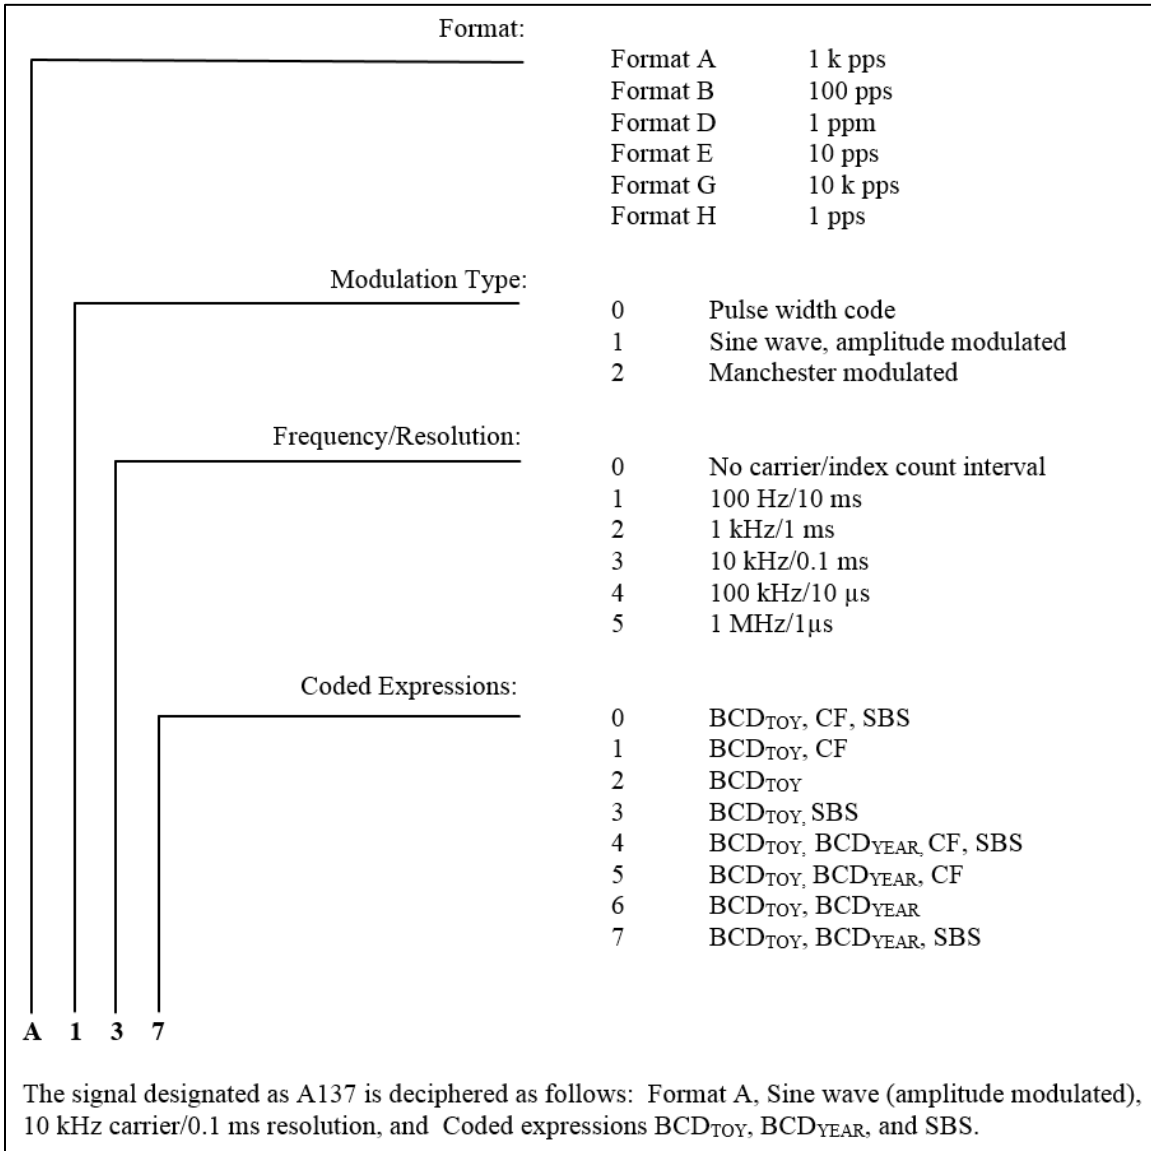 Format:
Format A 1 k pps
Format B 100 pps
Format D 1 ppm
Format E 10 pps
Format G 10 k pps
Format H 1 pps
Modulation Type:
0 Pulse width code
1 Sine wave, amplitude modulated
2 Manchester modulated
Frequency/Resolution:
0 No carrier/index count interval
1 100 Hz/10 ms
2 1 kHz/1 ms
3 10 kHz/0.1 ms
4 100 kHz/10 µs
5 1 MHz/1µs
Coded Expressions:
0 BCDTOY, CF, SBS
1 BCDTOY, CF
2 BCDTOY
3 BCDTOY, SBS
4 BCDTOY, BCDYEAR, CF, SBS
5 BCDTOY, BCDYEAR, CF
6 BCDTOY, BCDYEAR
7 BCDTOY, BCDYEAR, SBS
A 1 3 7
The signal designated as A137 is deciphered as follows: Format A, Sine wave (amplitude modulated),
10 kHz carrier/0.1 ms resolution, and Coded expressions BCDTOY, BCDYEAR, and SBS.